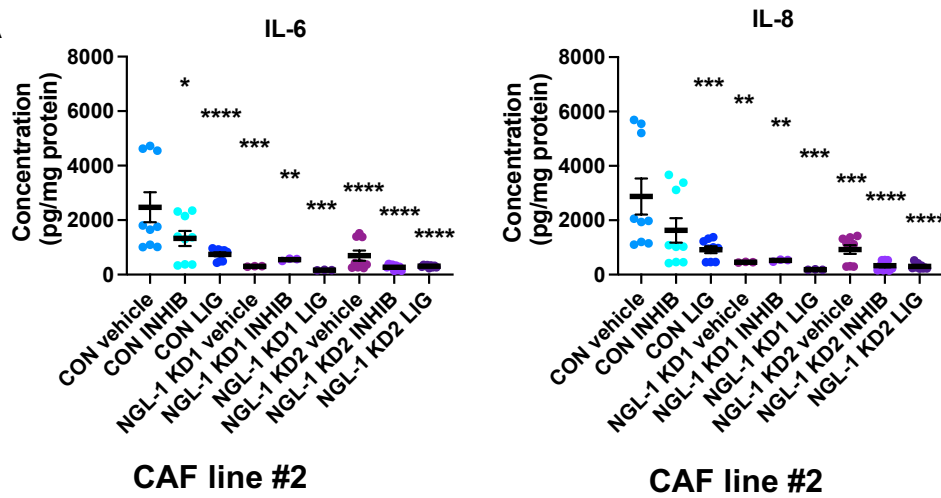 IL-6
Concentration
(pg/mg protein)
8000
6000
4000
2000
0
*
****
***
**
***
****
****
****
CON vehicle
CON INHIB
CON LIG
NGL-1 KD1 vehicle
NGL-1 KD1 INHIB
NGL-1 KD1 LIG
NGL-1 KD2 vehicle
NGL-1 KD2 INHIB
NGL-1 KD2 LIG
CAF line #2
IL-8
Concentration
(pg/mg protein)
8000
6000
4000
2000
0
***
**
**
***
***
****
****
CON vehicle
CON INHIB
CON LIG
NGL-1 KD1 vehicle
NGL-1 KD1 INHIB
NGL-1 KD1 LIG
NGL-1 KD2 vehicle
NGL-1 KD2 INHIB
NGL-1 KD2 LIG
CAF line #2